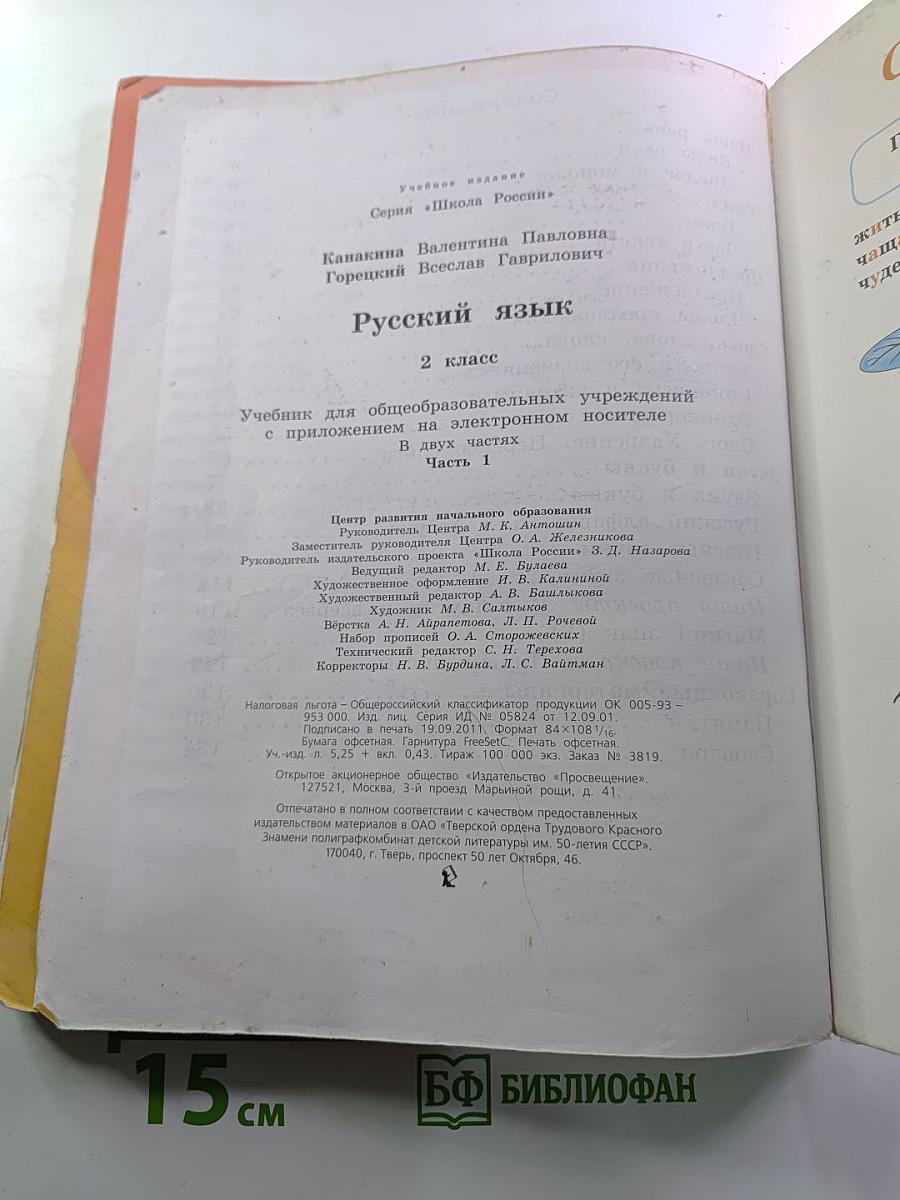 Учебное издание
Серия «Школа России»
Канакина Валентина Павловна
Горецкий Всеслав Гаврилович
Русский язык
2 класс
Учебник для общеобразовательных учреждений
с приложением на электронном носителе
В двух частях
Часть 1
Центр развития начального образования
Руководитель Центра М. К. Антошин
Заместитель руководителя Центра О. А. Железникова
Руководитель издательского проекта «Школа России» З. Д. Назарова
Ведущий редактор М. Е. Булаева
Художественное оформление И. В. Калининой
Художественный редактор А. В. Башлыкова
Художник М. В. Салтыков
Вёрстка А. Н. Айрапетова, Л. П. Рочевой
Набор прописей О. А. Сторожевских
Технический редактор С. Н. Терехова
Корректоры Н. В. Бурдина, Л. С. Вайтман
Налоговая льгота – Общероссийский классификатор продукции ОК 005-93 –
953 000. Изд. лиц. Серия ИД № 05824 от 12.09.01.
Подписано в печать 19.09.2011. Формат 84×108 1/16.
Бумага офсетная. Гарнитура FreeSetC. Печать офсетная.
Уч.-изд. л. 5,25 + вкл. 0,43. Тираж 100 000 экз. Заказ № 3819.
Открытое акционерное общество «Издательство «Просвещение».
127521, Москва, 3-й проезд Марьиной рощи, д. 41.
Отпечатано в полном соответствии с качеством предоставленных
издательством материалов в ОАО «Тверской ордена Трудового Красного
Знамени полиграфкомбинат детской литературы им. 50-летия СССР».
170040, г. Тверь, проспект 50 лет Октября, 46.
15 см
БФ БИБЛИОФАН